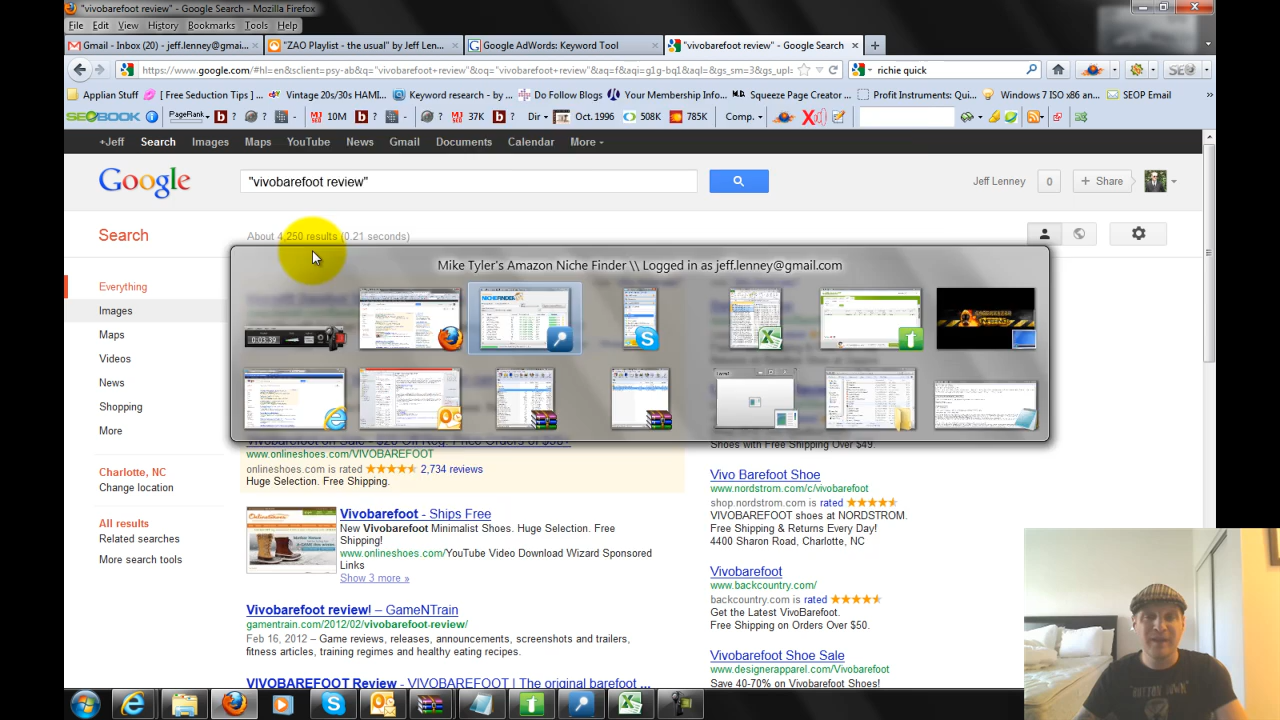 "vivobarefoot review" - Google Search - Mozilla Firefox
File Edit View History Bookmarks Tools Help
Gmail - Inbox (20) - jeff.lenney@gmai...
"ZAO Playlist - the usual" by Jeff Len...
Google AdWords: Keyword Tool
"vivobarefoot review" - Google Search
https://www.google.com/#hl=en&sclient=psy-ab&q="vivobarefoot+review"&oq="vivobarefoot+review"&aq=f&aqi=g1g-bq1&aql=&gs_sm=3&gs_upl=
richie quick
Applian Store [ Free Seduction Tips ] ... Vintage 20s/30s HAMI... Keyword research - by ... Do Follow Blogs Your Membership Info... Squeeze Page Creator ... Profit Instruments: Qui... Windows 7 ISO x86 an... SEOP Email
SEOBOOK PageRank ? ? 10M ? ? 37K ? Dir Oct. 1996 508K 785K Comp.
+Jeff Search Images Maps YouTube News Gmail Documents Calendar More
Google "vivobarefoot review" Jeff Lenney 0 + Share
Search About 4,250 results (0.21 seconds)
Mike Tyler's Amazon Niche Finder \\ Logged in as jeff.lenney@gmail.com
NICHEFINDER
0:03:39
Everything
Images
Maps
Videos
News
Shopping
More
Charlotte, NC
Change location
All results
Related searches
More search tools
www.onlineshoes.com/VIVOBAREFOOT
onlineshoes.com is rated 2,734 reviews
Huge Selection. Free Shipping.
Vivobarefoot - Ships Free
New Vivobarefoot Minimalist Shoes. Huge Selection. Free
Shipping!
www.onlineshoes.com/YouTubeVideo Download Wizard Sponsored
Links
Show 3 more »
Vivobarefoot review! – GameNTrain
gamentrain.com/2012/02/vivobarefoot-review/
Feb 16, 2012 – Game reviews, releases, announcements, screenshots and trailers,
fitness articles, training regimes and healthy eating recipes.
VIVOBAREFOOT Review - VIVOBAREFOOT | The original barefoot ...
Shoes with Free Shipping Over $49.
Vivo Barefoot Shoe
www.nordstrom.com/c/vivobarefoot
shop.nordstrom.com is rated
VIVOBAREFOOT shoes at NORDSTROM.
Free Shipping & Returns Every Day!
4400 Sharon Road, Charlotte, NC
Vivobarefoot
www.backcountry.com/
backcountry.com is rated
Get the Latest VivoBarefoot.
Free Shipping on Orders Over $50.
Vivobarefoot Shoe Sale
www.designerapparel.com/Vivobarefoot
Save 40-70% on Vivobarefoot Shoes!